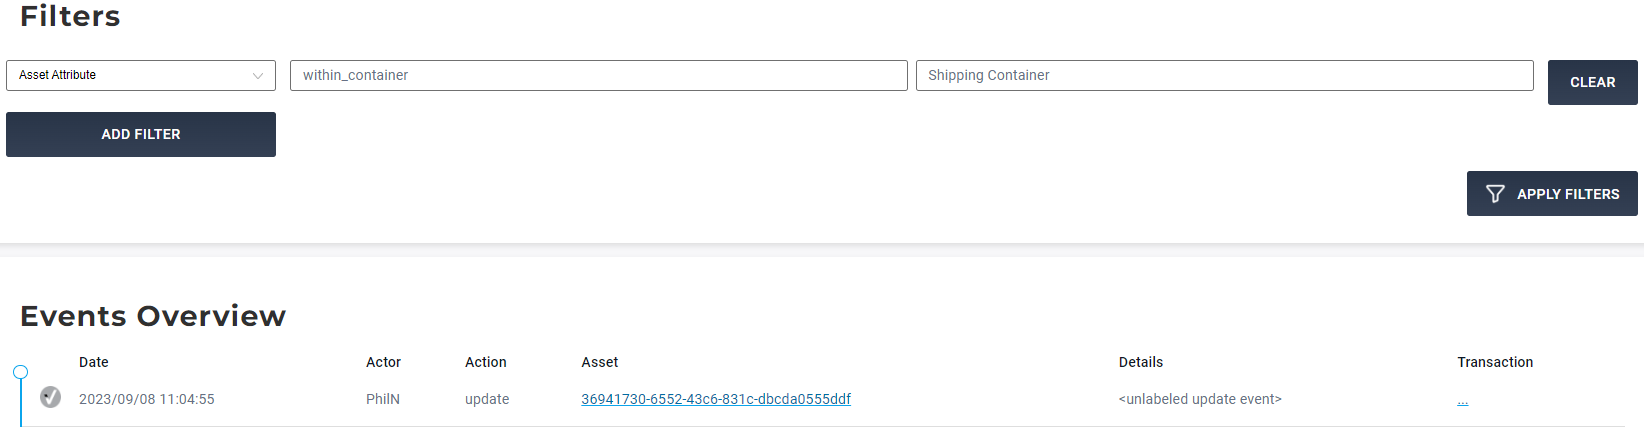 Filters
Asset Attribute within_container Shipping Container CLEAR
ADD FILTER
APPLY FILTERS
Events Overview
Date Actor Action Asset Details Transaction
2023/09/08 11:04:55 PhilN update 36941730-6552-43c6-831c-dbcda0555ddf <unlabeled update event> ...